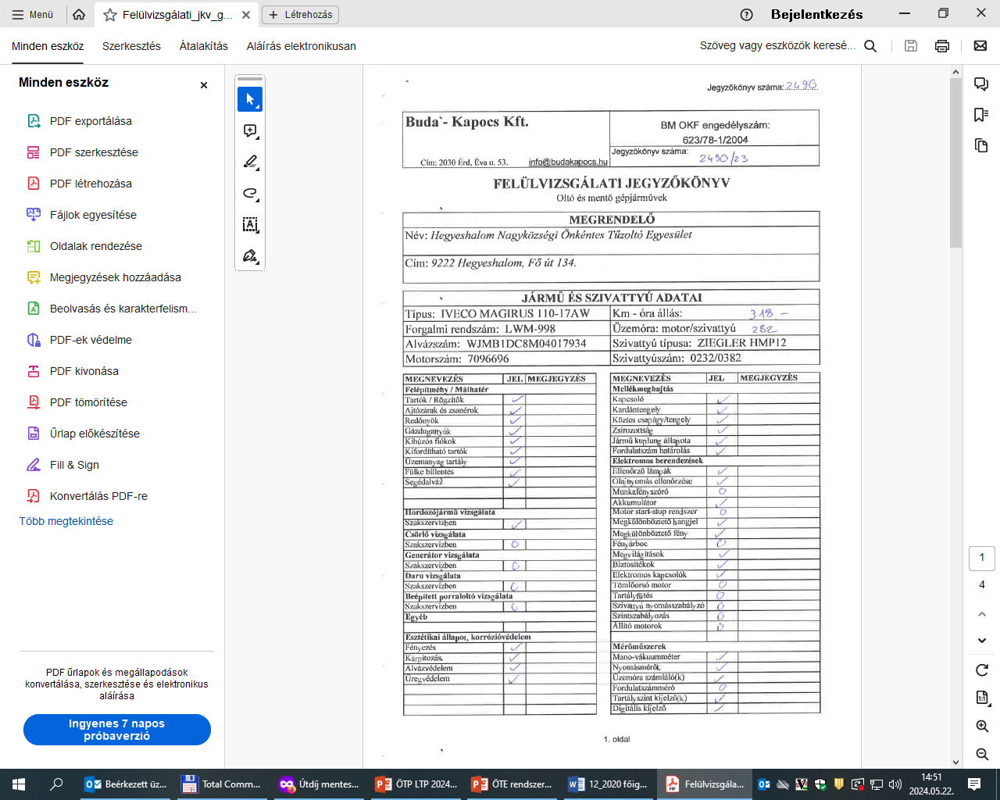 Menü
Felülvizsgálati_jkv_g...
Létrehozás
Bejelentkezés
Minden eszköz
Szerkesztés
Átalakítás
Aláírás elektronikusan
Szöveg vagy eszközök keresé...
Minden eszköz
PDF exportálása
PDF szerkesztése
PDF létrehozása
Fájlok egyesítése
Oldalak rendezése
Megjegyzések hozzáadása
Beolvasás és karakterfelism...
PDF-ek védelme
PDF kivonása
PDF tömörítése
Űrlap előkészítése
Fill & Sign
Konvertálás PDF-re
Több megtekintése
PDF űrlapok és megállapodások
konvertálása, szerkesztése és elektronikus
aláírása
Ingyenes 7 napos
próbaverzió
Jegyzőkönyv száma: 2490
Buda`- Kapocs Kft.
Cím: 2030 Érd, Éva u. 53. info@budakapocs.hu
BM OKF engedélyszám:
623/78-1/2004
Jegyzőkönyv száma:
2490/23
FELÜLVIZSGÁLATI JEGYZŐKÖNYV
Oltó és mentő gépjárművek
MEGRENDELŐ
Név: Hegyeshalom Nagyközségi Önkéntes Tűzoltó Egyesület
Cím: 9222 Hegyeshalom, Fő út 134.
JÁRMŰ ÉS SZIVATTYÚ ADATAI
Típus: IVECO MAGIRUS 110-17AW Km - óra állás: 318.-
Forgalmi rendszám: LWM-998 Üzemóra: motor/szivattyú 282
Alvázszám: WJMB1DC8M04017934 Szivattyú típusa: ZIEGLER HMP12
Motorszám: 7096696 Szivattyúszám: 0232/0382
MEGNEVEZÉS JEL MEGJEGYZÉS
Felépítmény / Málhatér
Tartók / Rögzítők
Ajtózárak és zsanérok
Redőnyök
Gázdugattyúk
Kihúzós fiókok
Kifordítható tartók
Üzemanyag tartály
Fülke billentés
Segédalváz
Hordozójármű vizsgálata
Szakszervizben
Csörlő vizsgálata
Szakszervizben 0
Generátor vizsgálata
Szakszervizben 0
Daru vizsgálata
Szakszervizben 0
Beépített porraloltó vizsgálata
Szakszervizben 0
Egyéb
Esztétikai állapot, korrózióvédelem
Fényezés
Kárpitozás
Alvázvédelem
Üregvédelem
MEGNEVEZÉS JEL MEGJEGYZÉS
Mellékmeghajtás
Kapcsoló
Kardántengely
Köztes csapágy/tengely
Zsírozottság
Jármű kuplung állapota
Fordulatszám határolás
Elektromos berendezések
Ellenőrző lámpák
Olajnyomás ellenőrzése
Munkafényszóró 0
Akkumulátor
Motor start-stop rendszer 0
Megkülönböztető hangjel
Megkülönböztető fény
Fényárboc 0
Megvilágítások
Biztosítékok
Elektromos kapcsolók
Tömlőorsó motor 0
Tartályfűtés 0
Szivattyú nyomásszabályzó 0
Szintszabályozás 0
Állító motorok 0
Mérőműszerek
Mano-vákuumméter
Nyomásmérők
Üzemóra számláló(k)
Fordulatszámmérő 0
Tartályszint kijelző(k)
Digitális kijelző
1. oldal
1
4
Beérkezett üz...
Total Comm...
Útdíj mentes...
ÖTP LTP 2024...
ÖTE rendszer...
12_2020 főig...
Felülvizsgála...
14:51
2024.05.22.